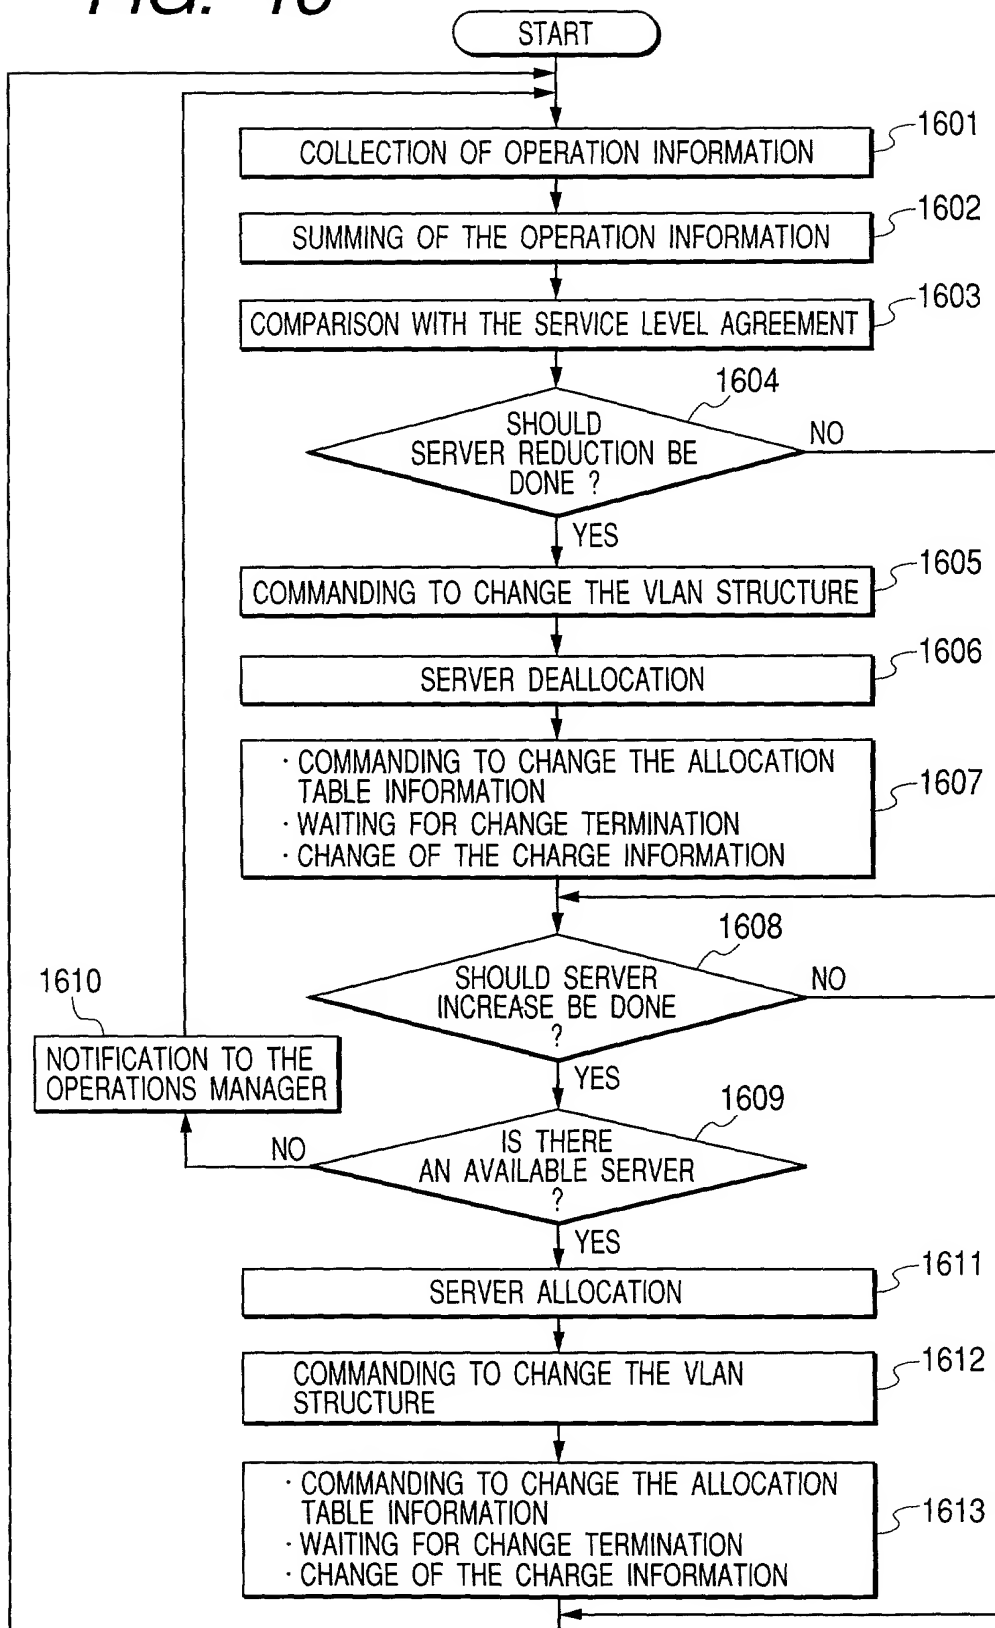 START
1601
COLLECTION OF OPERATION INFORMATION
1602
SUMMING OF THE OPERATION INFORMATION
1603
COMPARISON WITH THE SERVICE LEVEL AGREEMENT
1604
SHOULD
SERVER REDUCTION BE
DONE ?
NO
YES
1605
COMMANDING TO CHANGE THE VLAN STRUCTURE
1606
SERVER DEALLOCATION
· COMMANDING TO CHANGE THE ALLOCATION
TABLE INFORMATION
· WAITING FOR CHANGE TERMINATION
· CHANGE OF THE CHARGE INFORMATION
1607
1608
SHOULD SERVER
INCREASE BE DONE
?
NO
YES
1610
NOTIFICATION TO THE
OPERATIONS MANAGER
1609
IS THERE
AN AVAILABLE SERVER
?
NO
YES
1611
SERVER ALLOCATION
1612
COMMANDING TO CHANGE THE VLAN
STRUCTURE
· COMMANDING TO CHANGE THE ALLOCATION
TABLE INFORMATION
· WAITING FOR CHANGE TERMINATION
· CHANGE OF THE CHARGE INFORMATION
1613